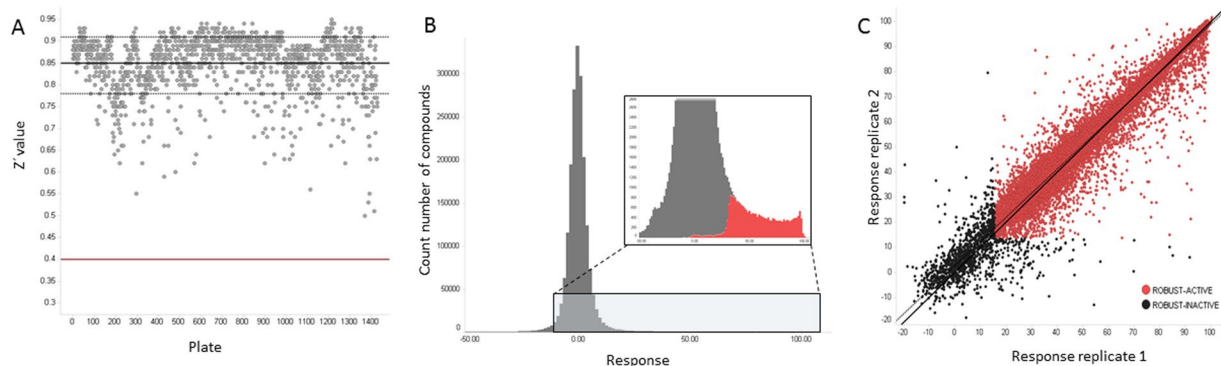 A
Z´ value
0.95
0.9
0.85
0.8
0.75
0.7
0.65
0.6
0.55
0.5
0.45
0.4
0.35
0.3
0 100 200 300 400 500 600 700 800 900 1000 1100 1200 1300 1400
Plate
B
Count number of compounds
300000
250000
200000
150000
100000
50000
0
-50.00 0.00 50.00 100.00
Response
C
Response replicate 2
100
90
80
70
60
50
40
30
20
10
0
-10
-20
-20 -10 0 10 20 30 40 50 60 70 80 90 100
ROBUST-ACTIVE
ROBUST-INACTIVE
Response replicate 1